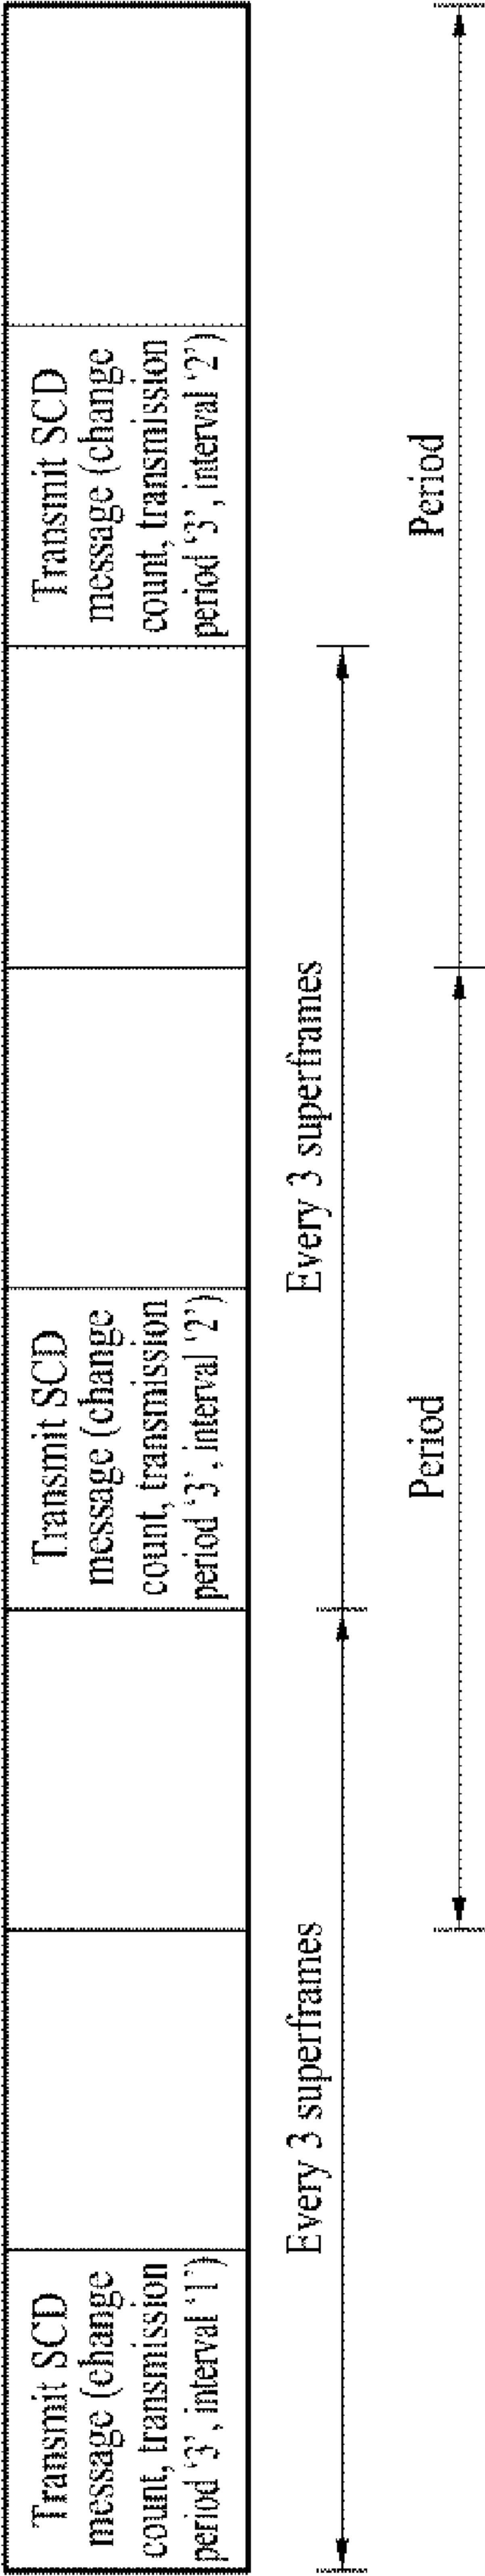 Transmit SCD
message (change
count, transmission
period ‘3’, interval ‘1’)
Transmit SCD
message (change
count, transmission
period ‘3’, interval ‘2’)
Transmit SCD
message (change
count, transmission
period ‘3’, interval ‘2’)
Every 3 superframes
Every 3 superframes
Period
Period